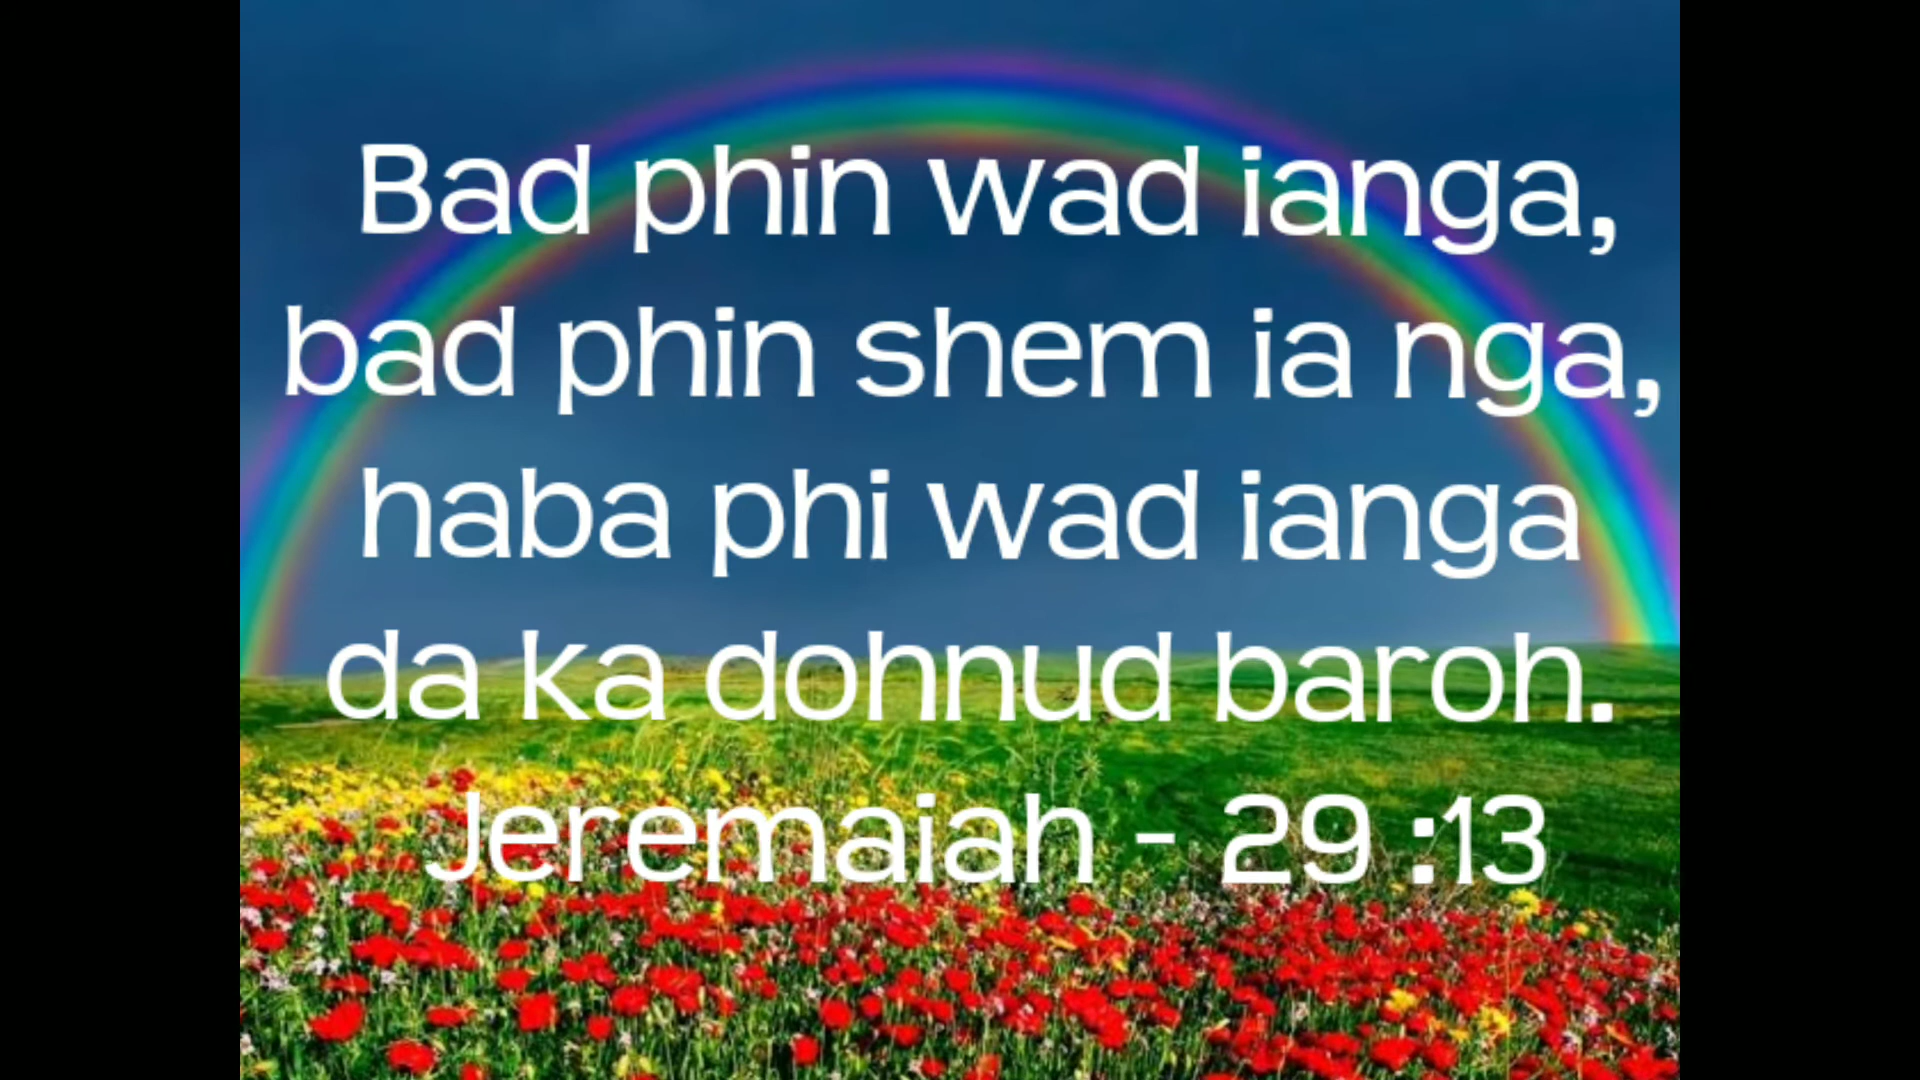 Bad phin wad ianga,
bad phin shem ia nga,
haba phi wad ianga
da ka dohnud baroh.
Jeremaiah - 29 :13